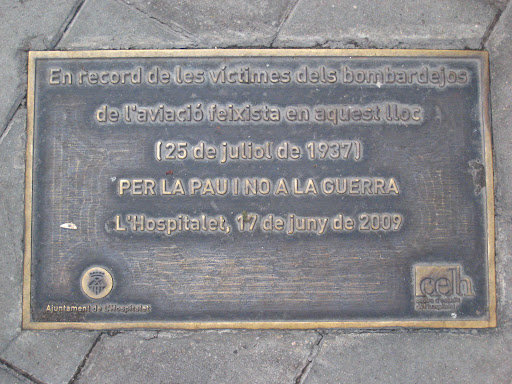 En record de les víctimes dels bombardejos
de l'aviació feixista en aquest lloc
(25 de juliol de 1937)
PER LA PAU I NO A LA GUERRA
L'Hospitalet, 17 de juny de 2009
Ajuntament de L'Hospitalet
celh